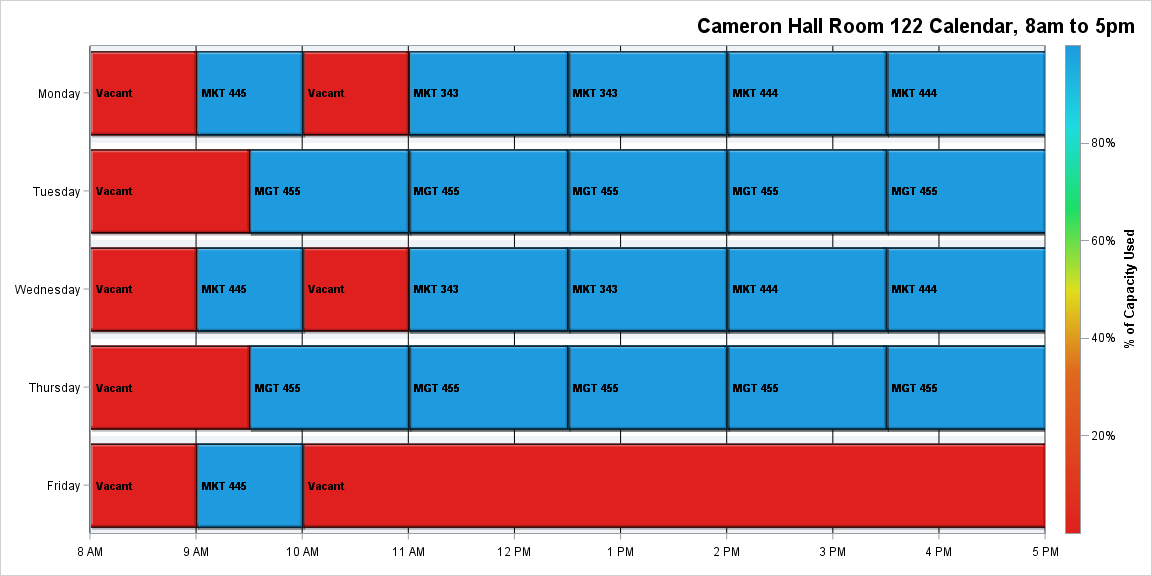 Cameron Hall Room 122 Calendar, 8am to 5pm
Monday
Vacant
MKT 445
Vacant
MKT 343
MKT 343
MKT 444
MKT 444
Tuesday
Vacant
MGT 455
MGT 455
MGT 455
MGT 455
MGT 455
Wednesday
Vacant
MKT 445
Vacant
MKT 343
MKT 343
MKT 444
MKT 444
Thursday
Vacant
MGT 455
MGT 455
MGT 455
MGT 455
MGT 455
Friday
Vacant
MKT 445
Vacant
8 AM
9 AM
10 AM
11 AM
12 PM
1 PM
2 PM
3 PM
4 PM
5 PM
80%
60%
40%
20%
% of Capacity Used